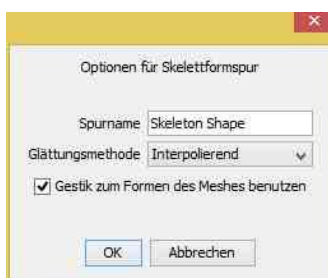 Optionen für Skelettformspur
Spurname Skeleton Shape
Glättungsmethode Interpolierend
Gestik zum Formen des Meshes benutzen
OK Abbrechen